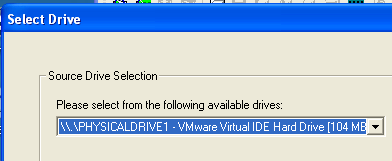 Select Drive
Source Drive Selection
Please select from the following available drives:
\\.\PHYSICALDRIVE1 - VMware Virtual IDE Hard Drive [104 MB